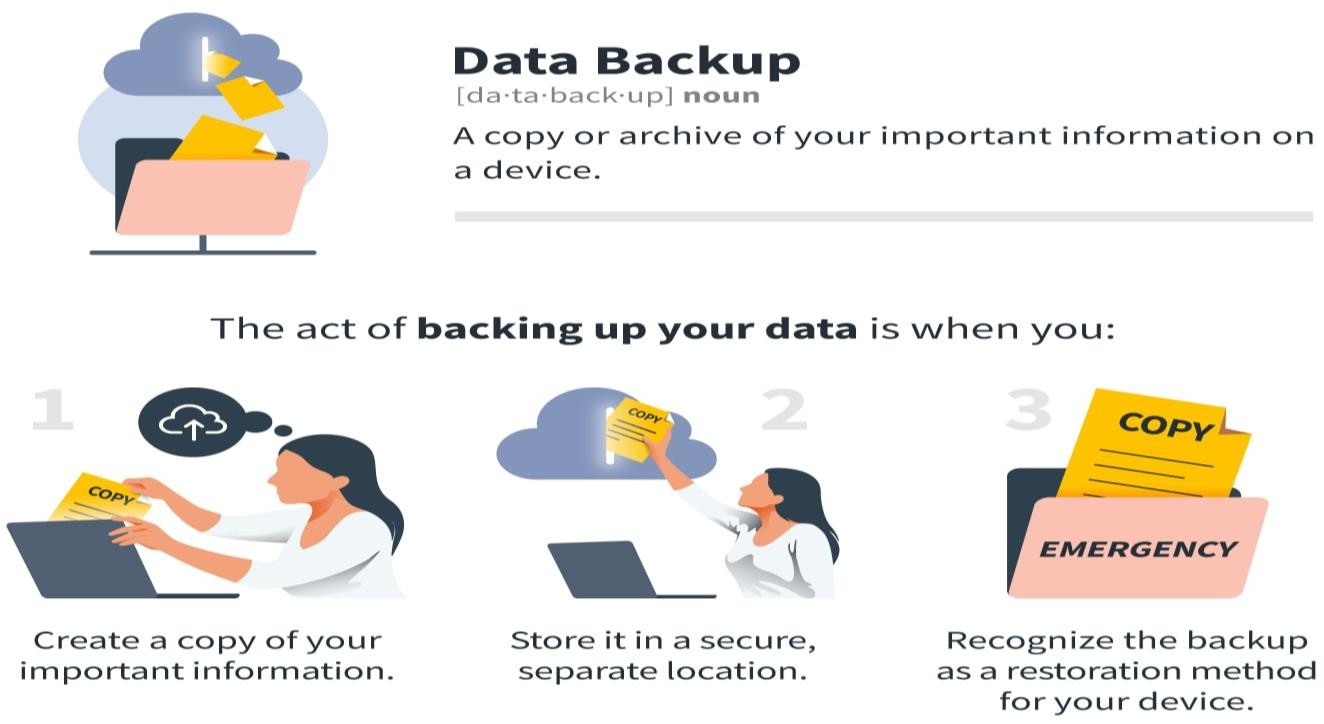 Data Backup
[da·ta·back·up] noun
A copy or archive of your important information on
a device.
The act of backing up your data is when you:
1
COPY
Create a copy of your
important information.
2
COPY
Store it in a secure,
separate location.
3
COPY
EMERGENCY
Recognize the backup
as a restoration method
for your device.